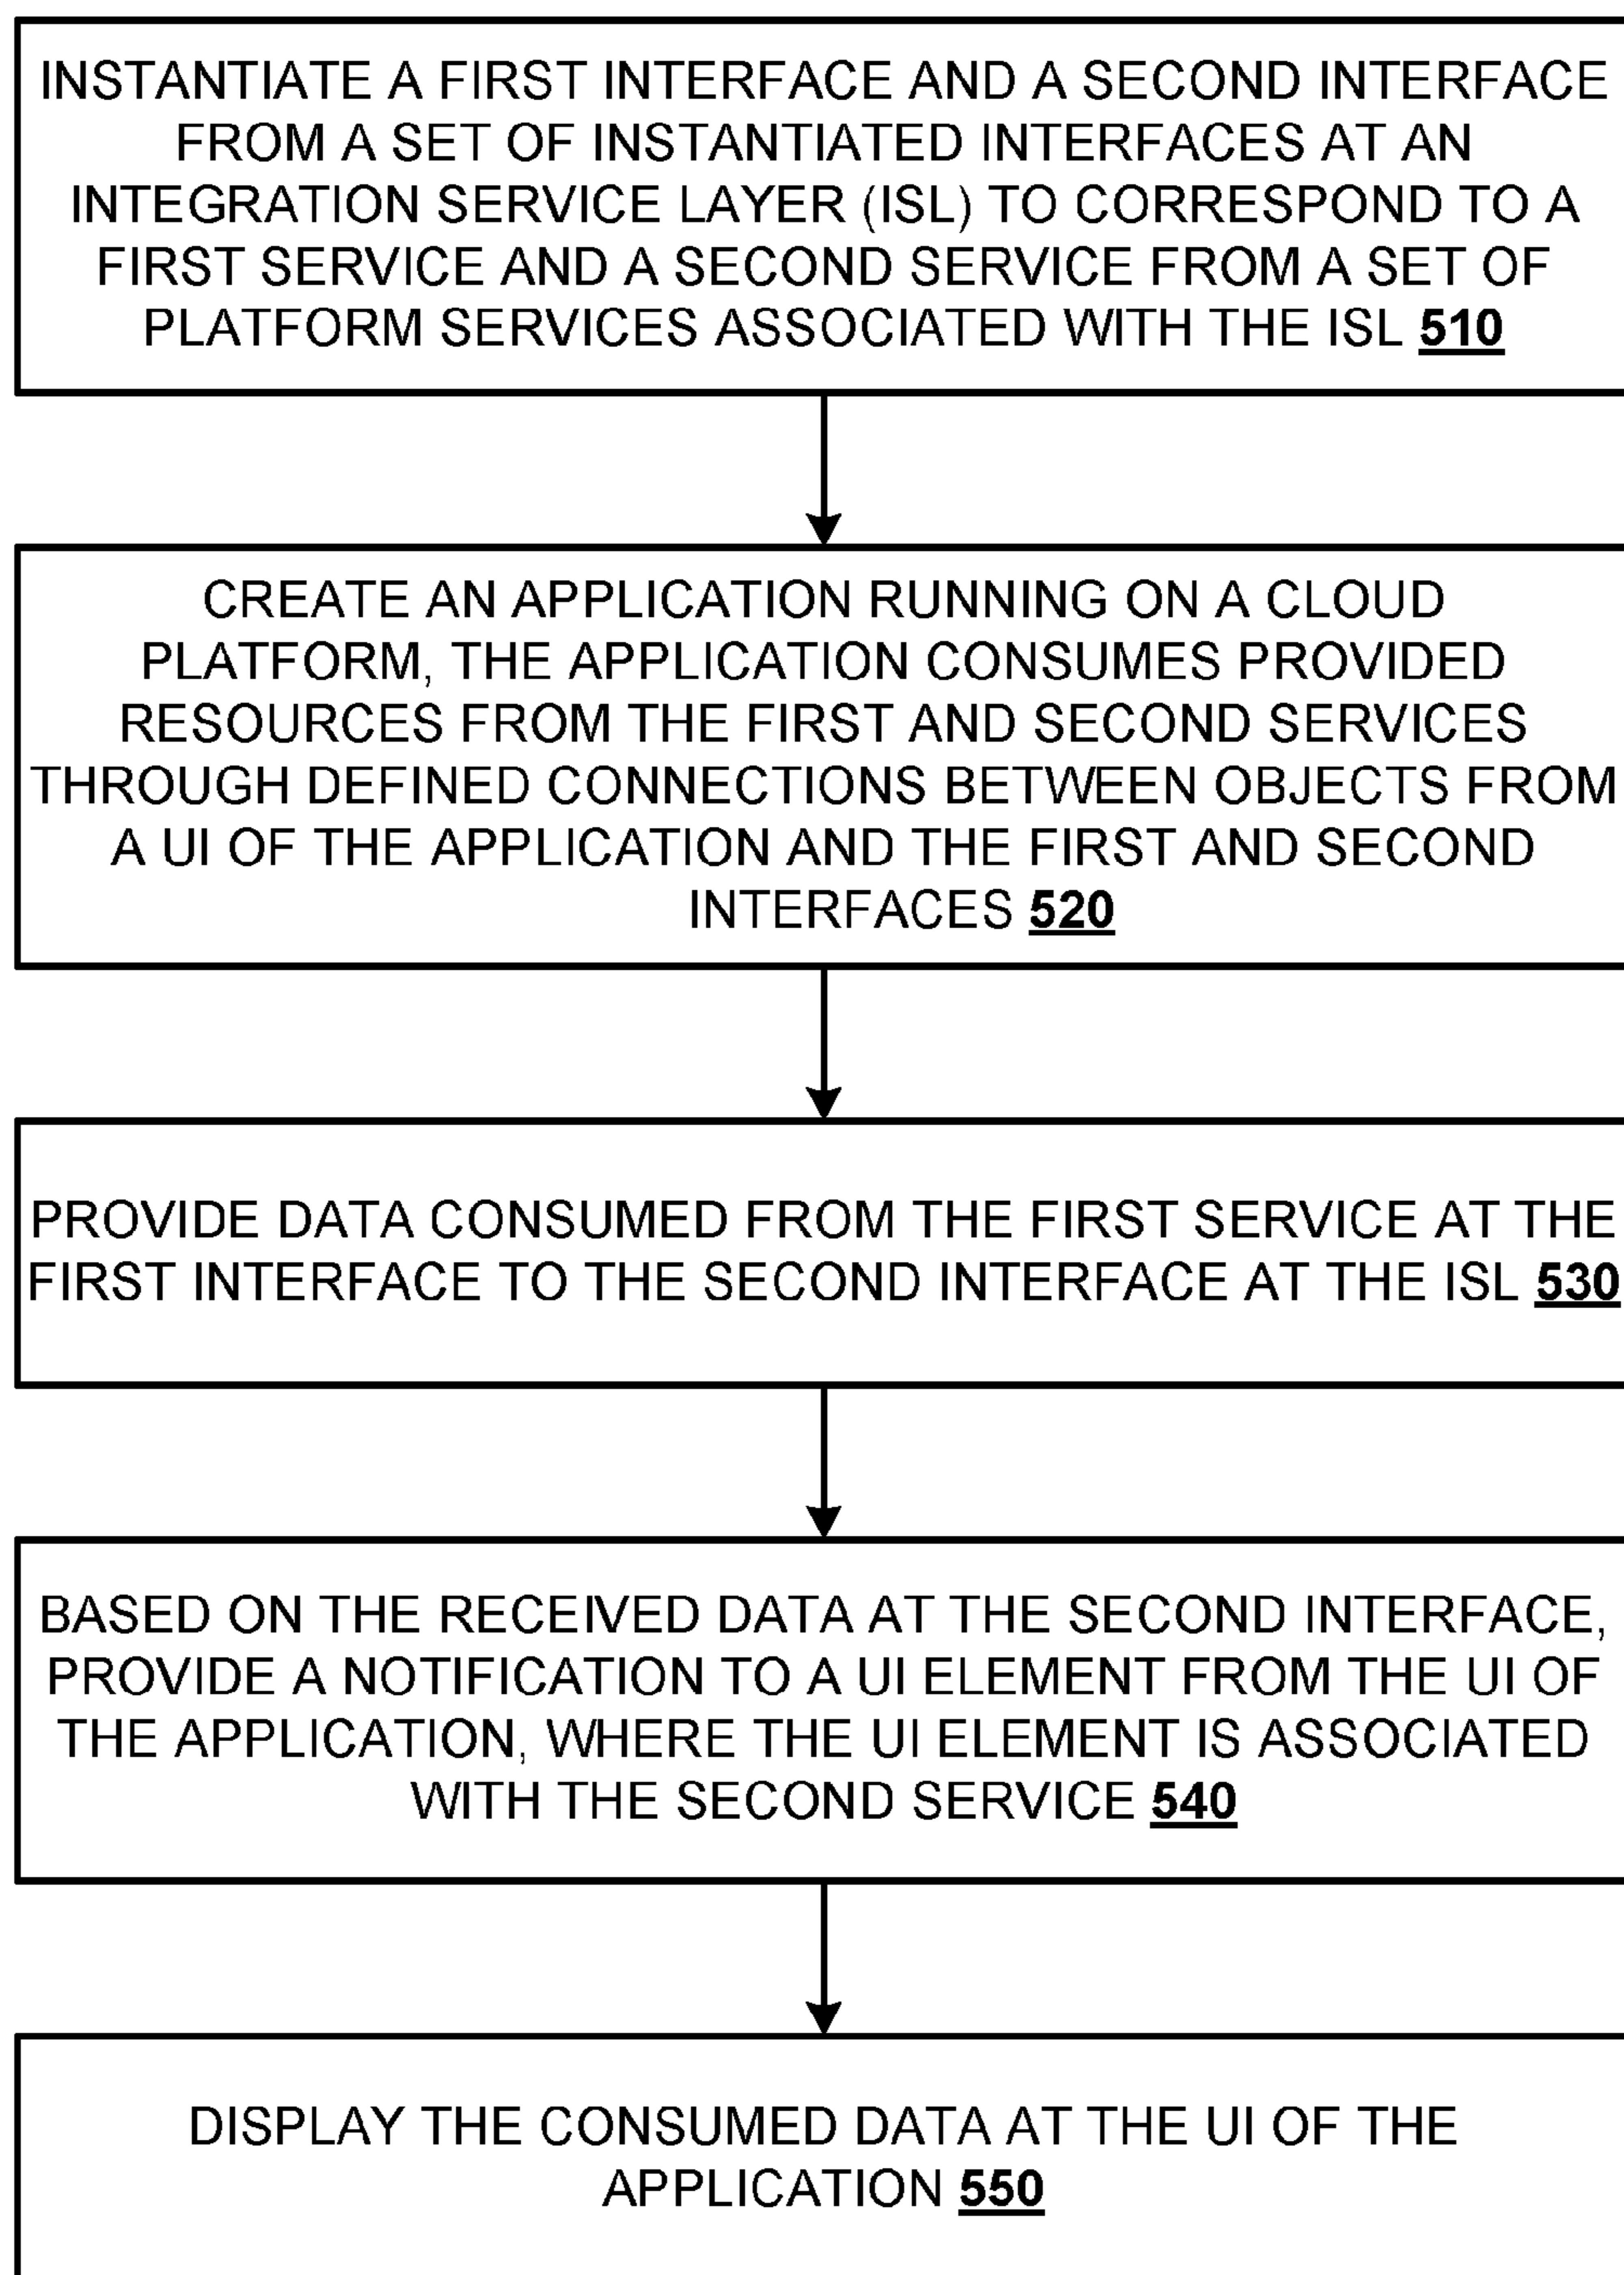 INSTANTIATE A FIRST INTERFACE AND A SECOND INTERFACE
FROM A SET OF INSTANTIATED INTERFACES AT AN
INTEGRATION SERVICE LAYER (ISL) TO CORRESPOND TO A
FIRST SERVICE AND A SECOND SERVICE FROM A SET OF
PLATFORM SERVICES ASSOCIATED WITH THE ISL 510
CREATE AN APPLICATION RUNNING ON A CLOUD
PLATFORM, THE APPLICATION CONSUMES PROVIDED
RESOURCES FROM THE FIRST AND SECOND SERVICES
THROUGH DEFINED CONNECTIONS BETWEEN OBJECTS FROM
A UI OF THE APPLICATION AND THE FIRST AND SECOND
INTERFACES 520
PROVIDE DATA CONSUMED FROM THE FIRST SERVICE AT THE
FIRST INTERFACE TO THE SECOND INTERFACE AT THE ISL 530
BASED ON THE RECEIVED DATA AT THE SECOND INTERFACE,
PROVIDE A NOTIFICATION TO A UI ELEMENT FROM THE UI OF
THE APPLICATION, WHERE THE UI ELEMENT IS ASSOCIATED
WITH THE SECOND SERVICE 540
DISPLAY THE CONSUMED DATA AT THE UI OF THE
APPLICATION 550